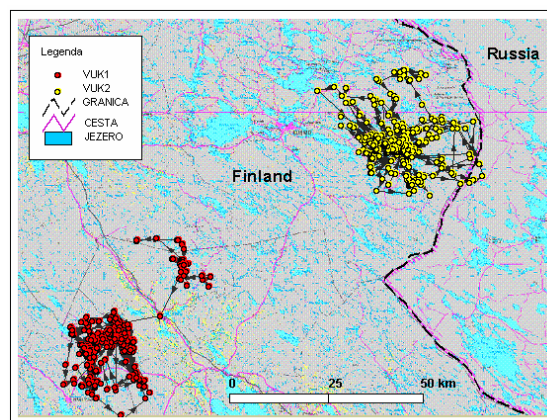 Legenda
VUK1
VUK2
GRANICA
CESTA
JEZERO
Russia
Finland
0 25 50 km